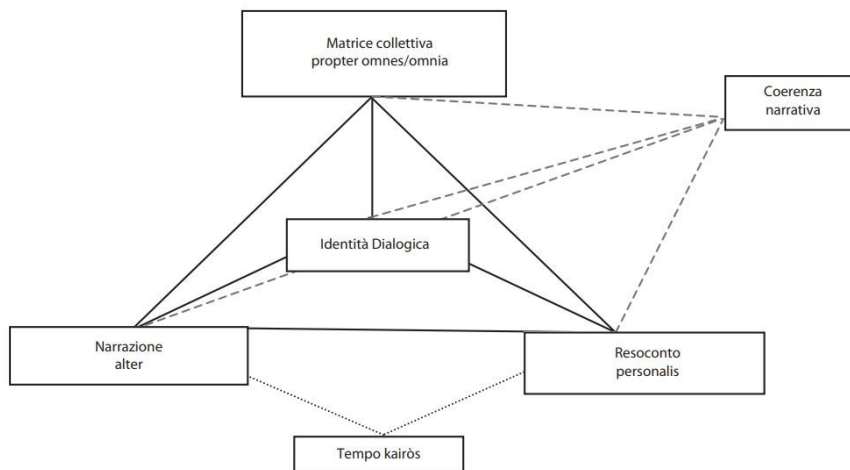 Matrice collettiva
propter omnes/omnia
Coerenza
narrativa
Identità Dialogica
Narrazione
alter
Resoconto
personalis
Tempo kairòs